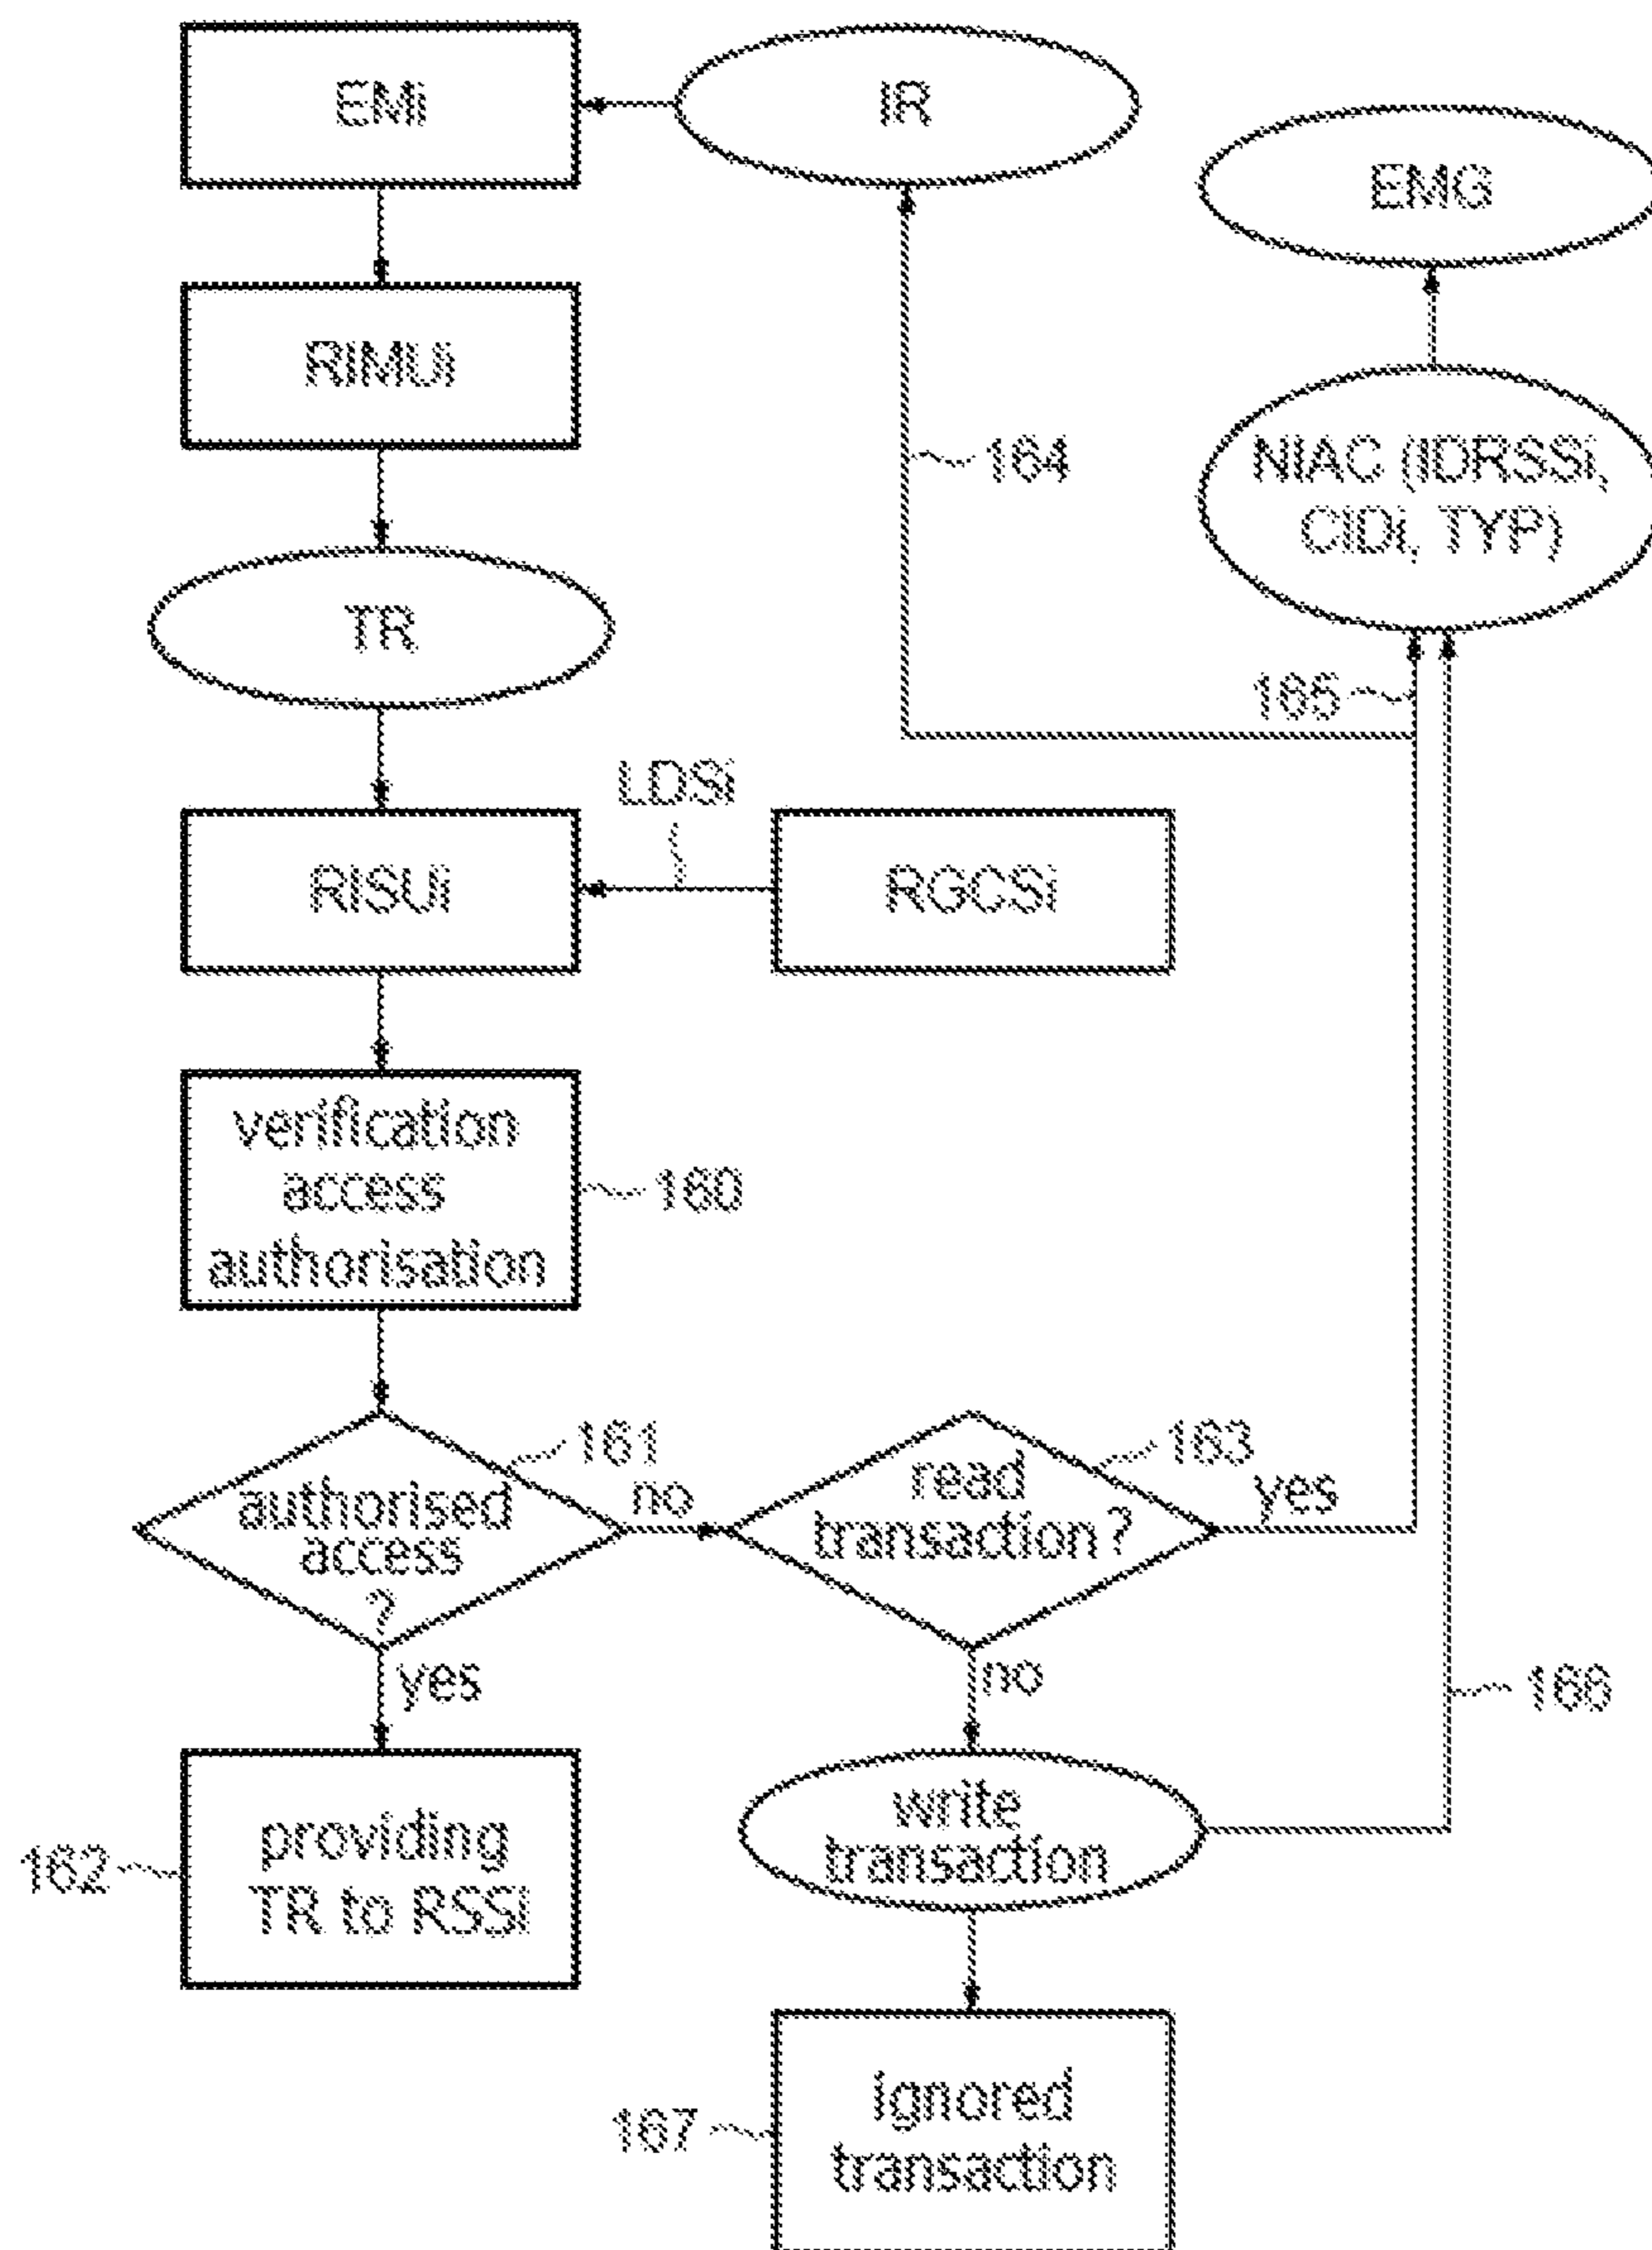 EMi
IR
EMG
RIMUi
164
NIAC (IDRSSi,
CIDi, TYP)
TR
165
LDSi
RISUi
RGCSi
verification
access
authorisation
160
161
163
authorised
access
?
no
read
transaction?
yes
yes
no
166
162
providing
TR to RSSi
write
transaction
167
ignored
transaction